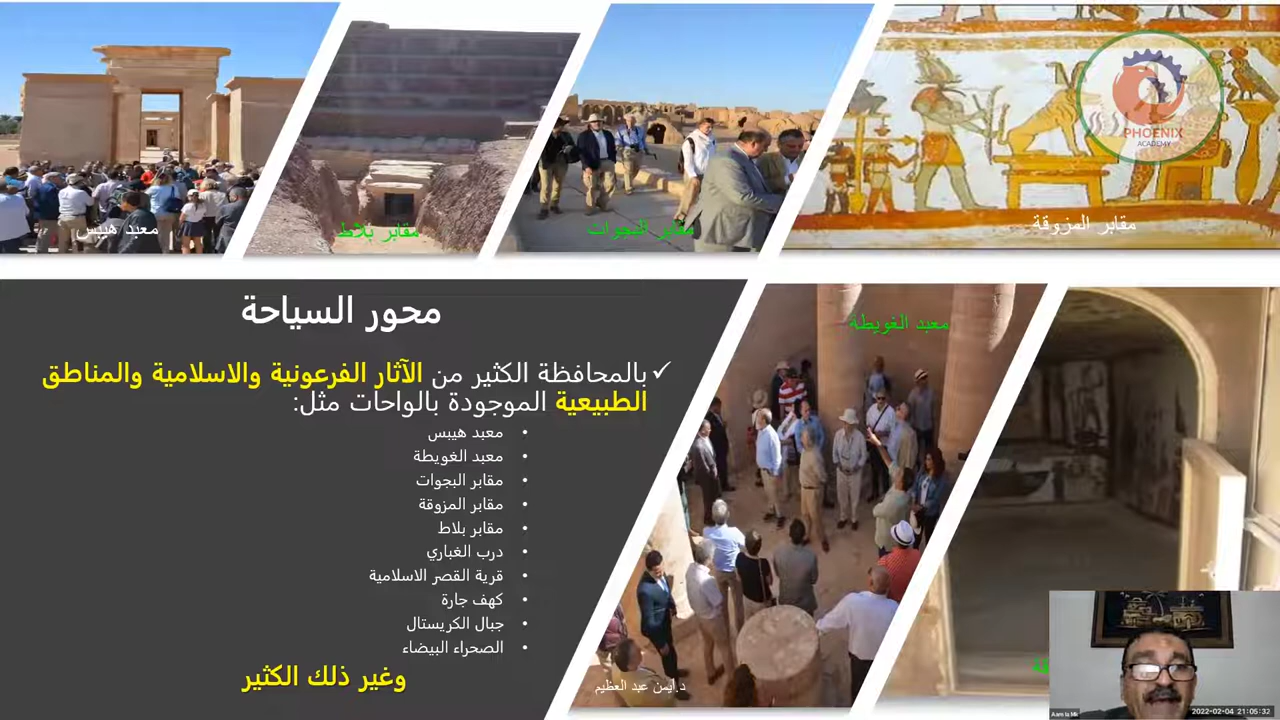 معبد هيبس
مقابر بلاط
مقابر البجوات
مقابر المزوقة
PHOENIX
ACADEMY
محور السياحة
بالمحافظة الكثير من الآثار الفرعونية والاسلامية والمناطق
الطبيعية الموجودة بالواحات مثل:
معبد هيبس
معبد الغويطة
مقابر البجوات
مقابر المزوقة
مقابر بلاط
درب الغباري
قرية القصر الاسلامية
كهف جارة
جبال الكريستال
الصحراء البيضاء
وغير ذلك الكثير
معبد الغويطة
د.ايمن عبد العظيم
2022-02-04 21:05:32